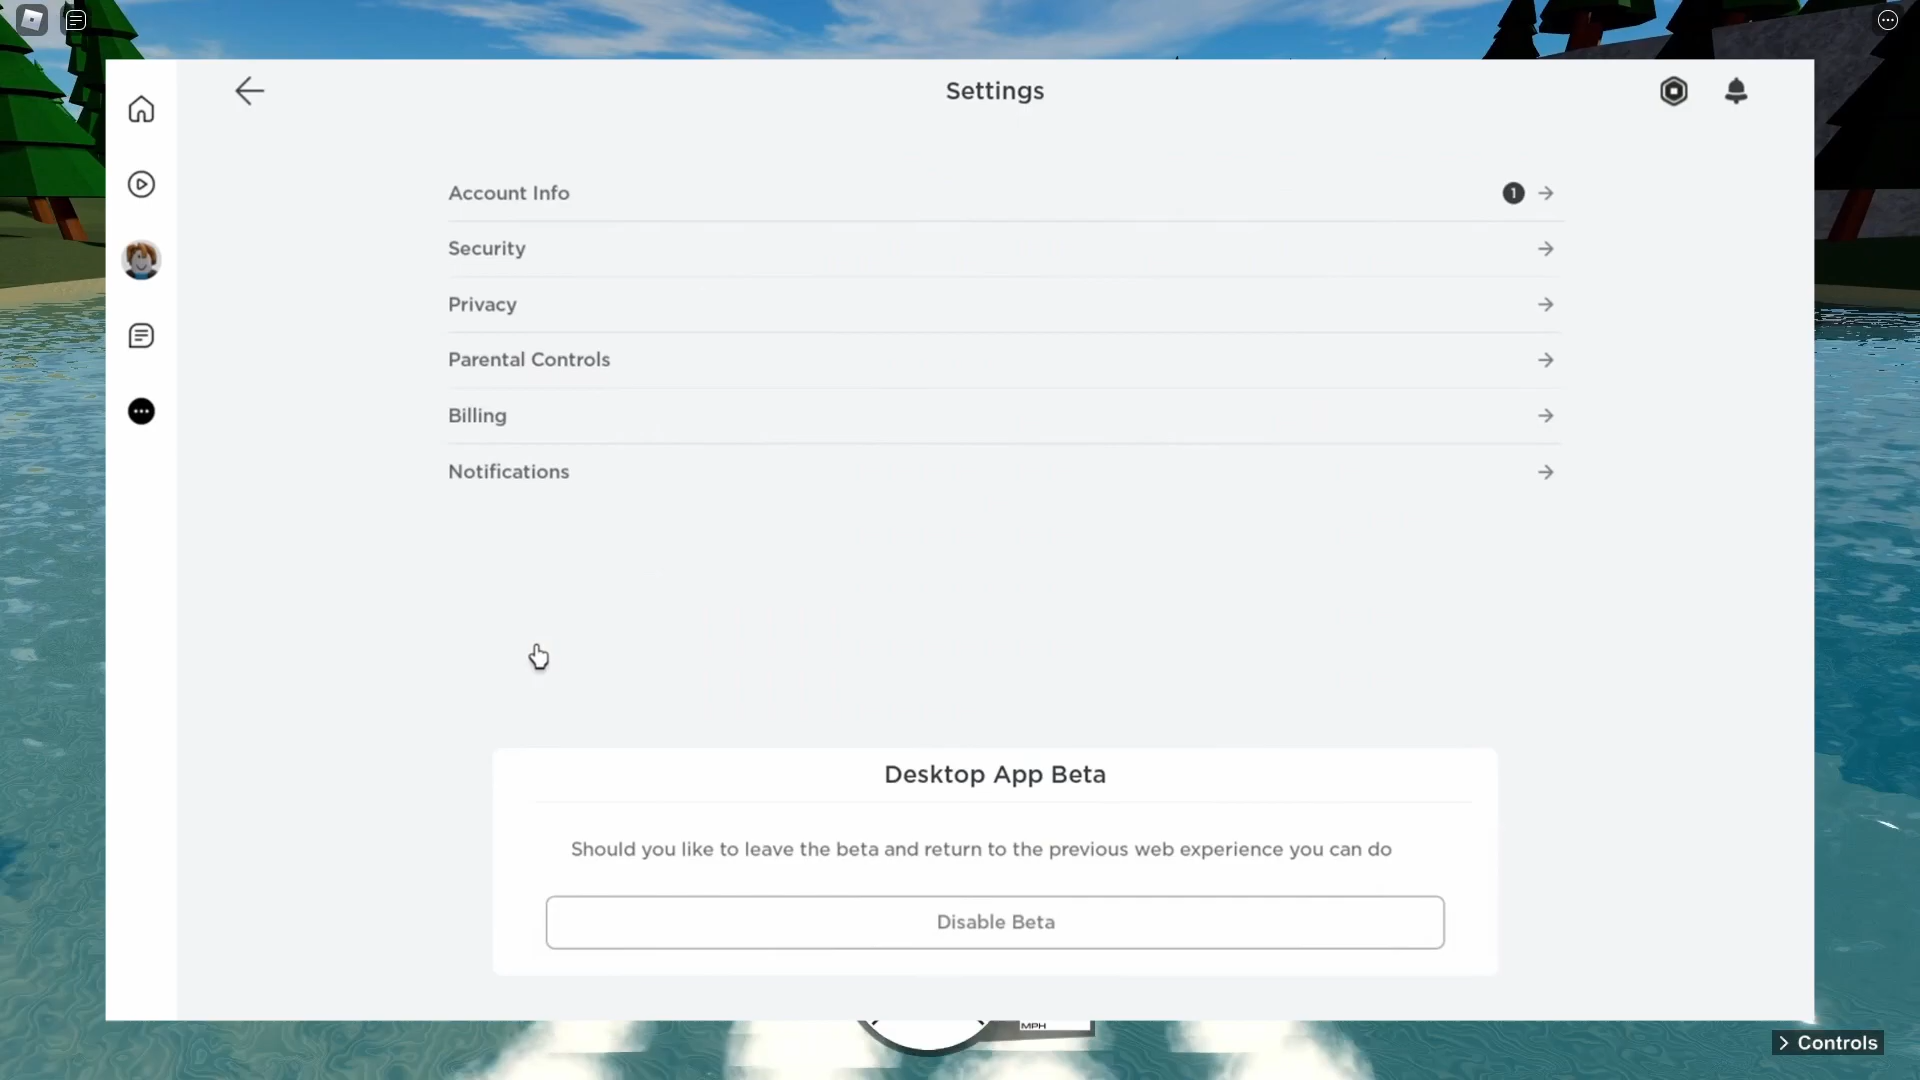 Settings
Account Info
1
Security
Privacy
Parental Controls
Billing
Notifications
Desktop App Beta
Should you like to leave the beta and return to the previous web experience you can do
Disable Beta
MPH
Controls